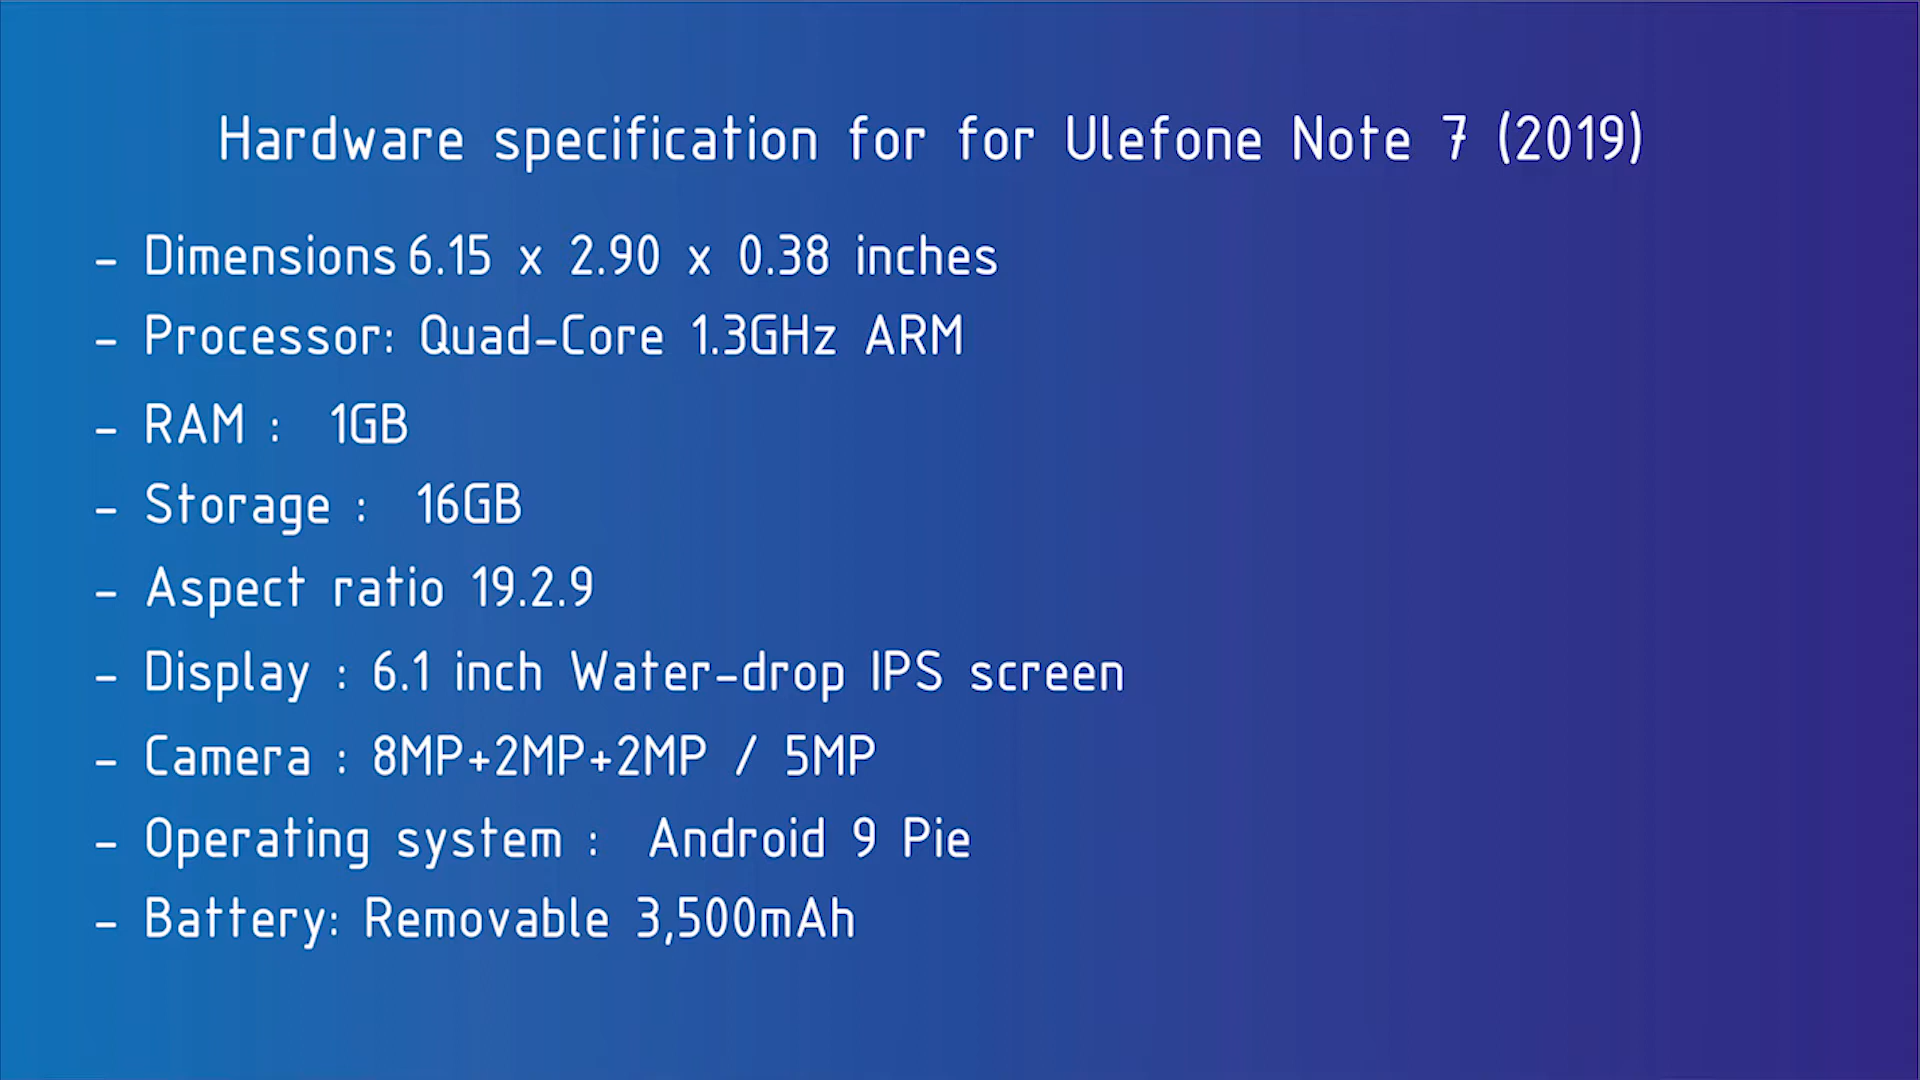 Hardware specification for for Ulefone Note 7 (2019)
- Dimensions 6.15 x 2.90 x 0.38 inches
- Processor: Quad-Core 1.3GHz ARM
- RAM : 1GB
- Storage : 16GB
- Aspect ratio 19.2.9
- Display : 6.1 inch Water-drop IPS screen
- Camera : 8MP+2MP+2MP / 5MP
- Operating system : Android 9 Pie
- Battery: Removable 3,500mAh